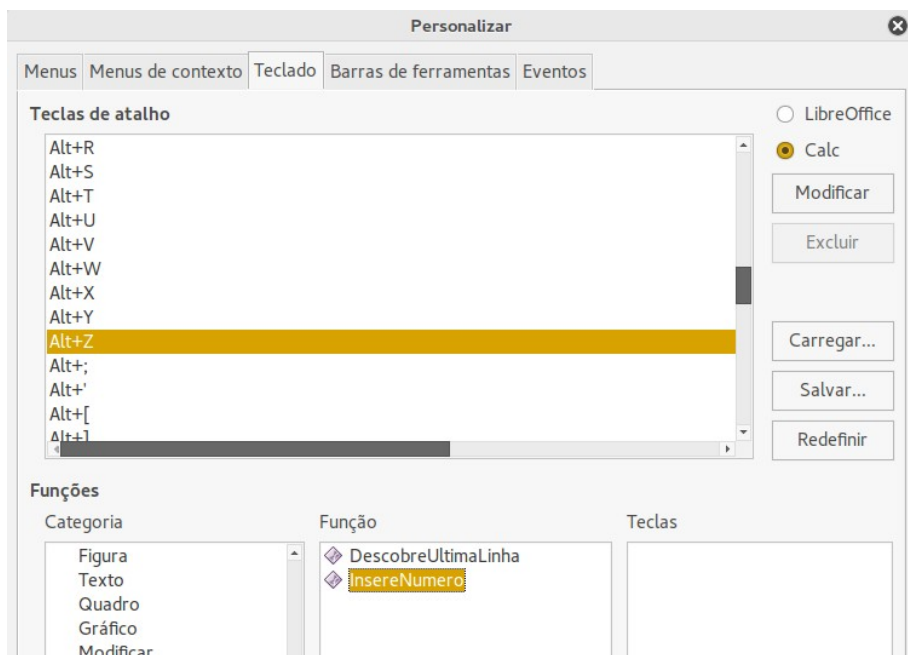 Personalizar
Menus Menus de contexto Teclado Barras de ferramentas Eventos
Teclas de atalho
LibreOffice
Calc
Modificar
Excluir
Carregar...
Salvar...
Redefinir
Alt+R
Alt+S
Alt+T
Alt+U
Alt+V
Alt+W
Alt+X
Alt+Y
Alt+Z
Alt+;
Alt+'
Alt+[
Alt+]
Funções
Categoria
Figura
Texto
Quadro
Gráfico
Modificar
Função
DescobreUltimaLinha
InsereNumero
Teclas